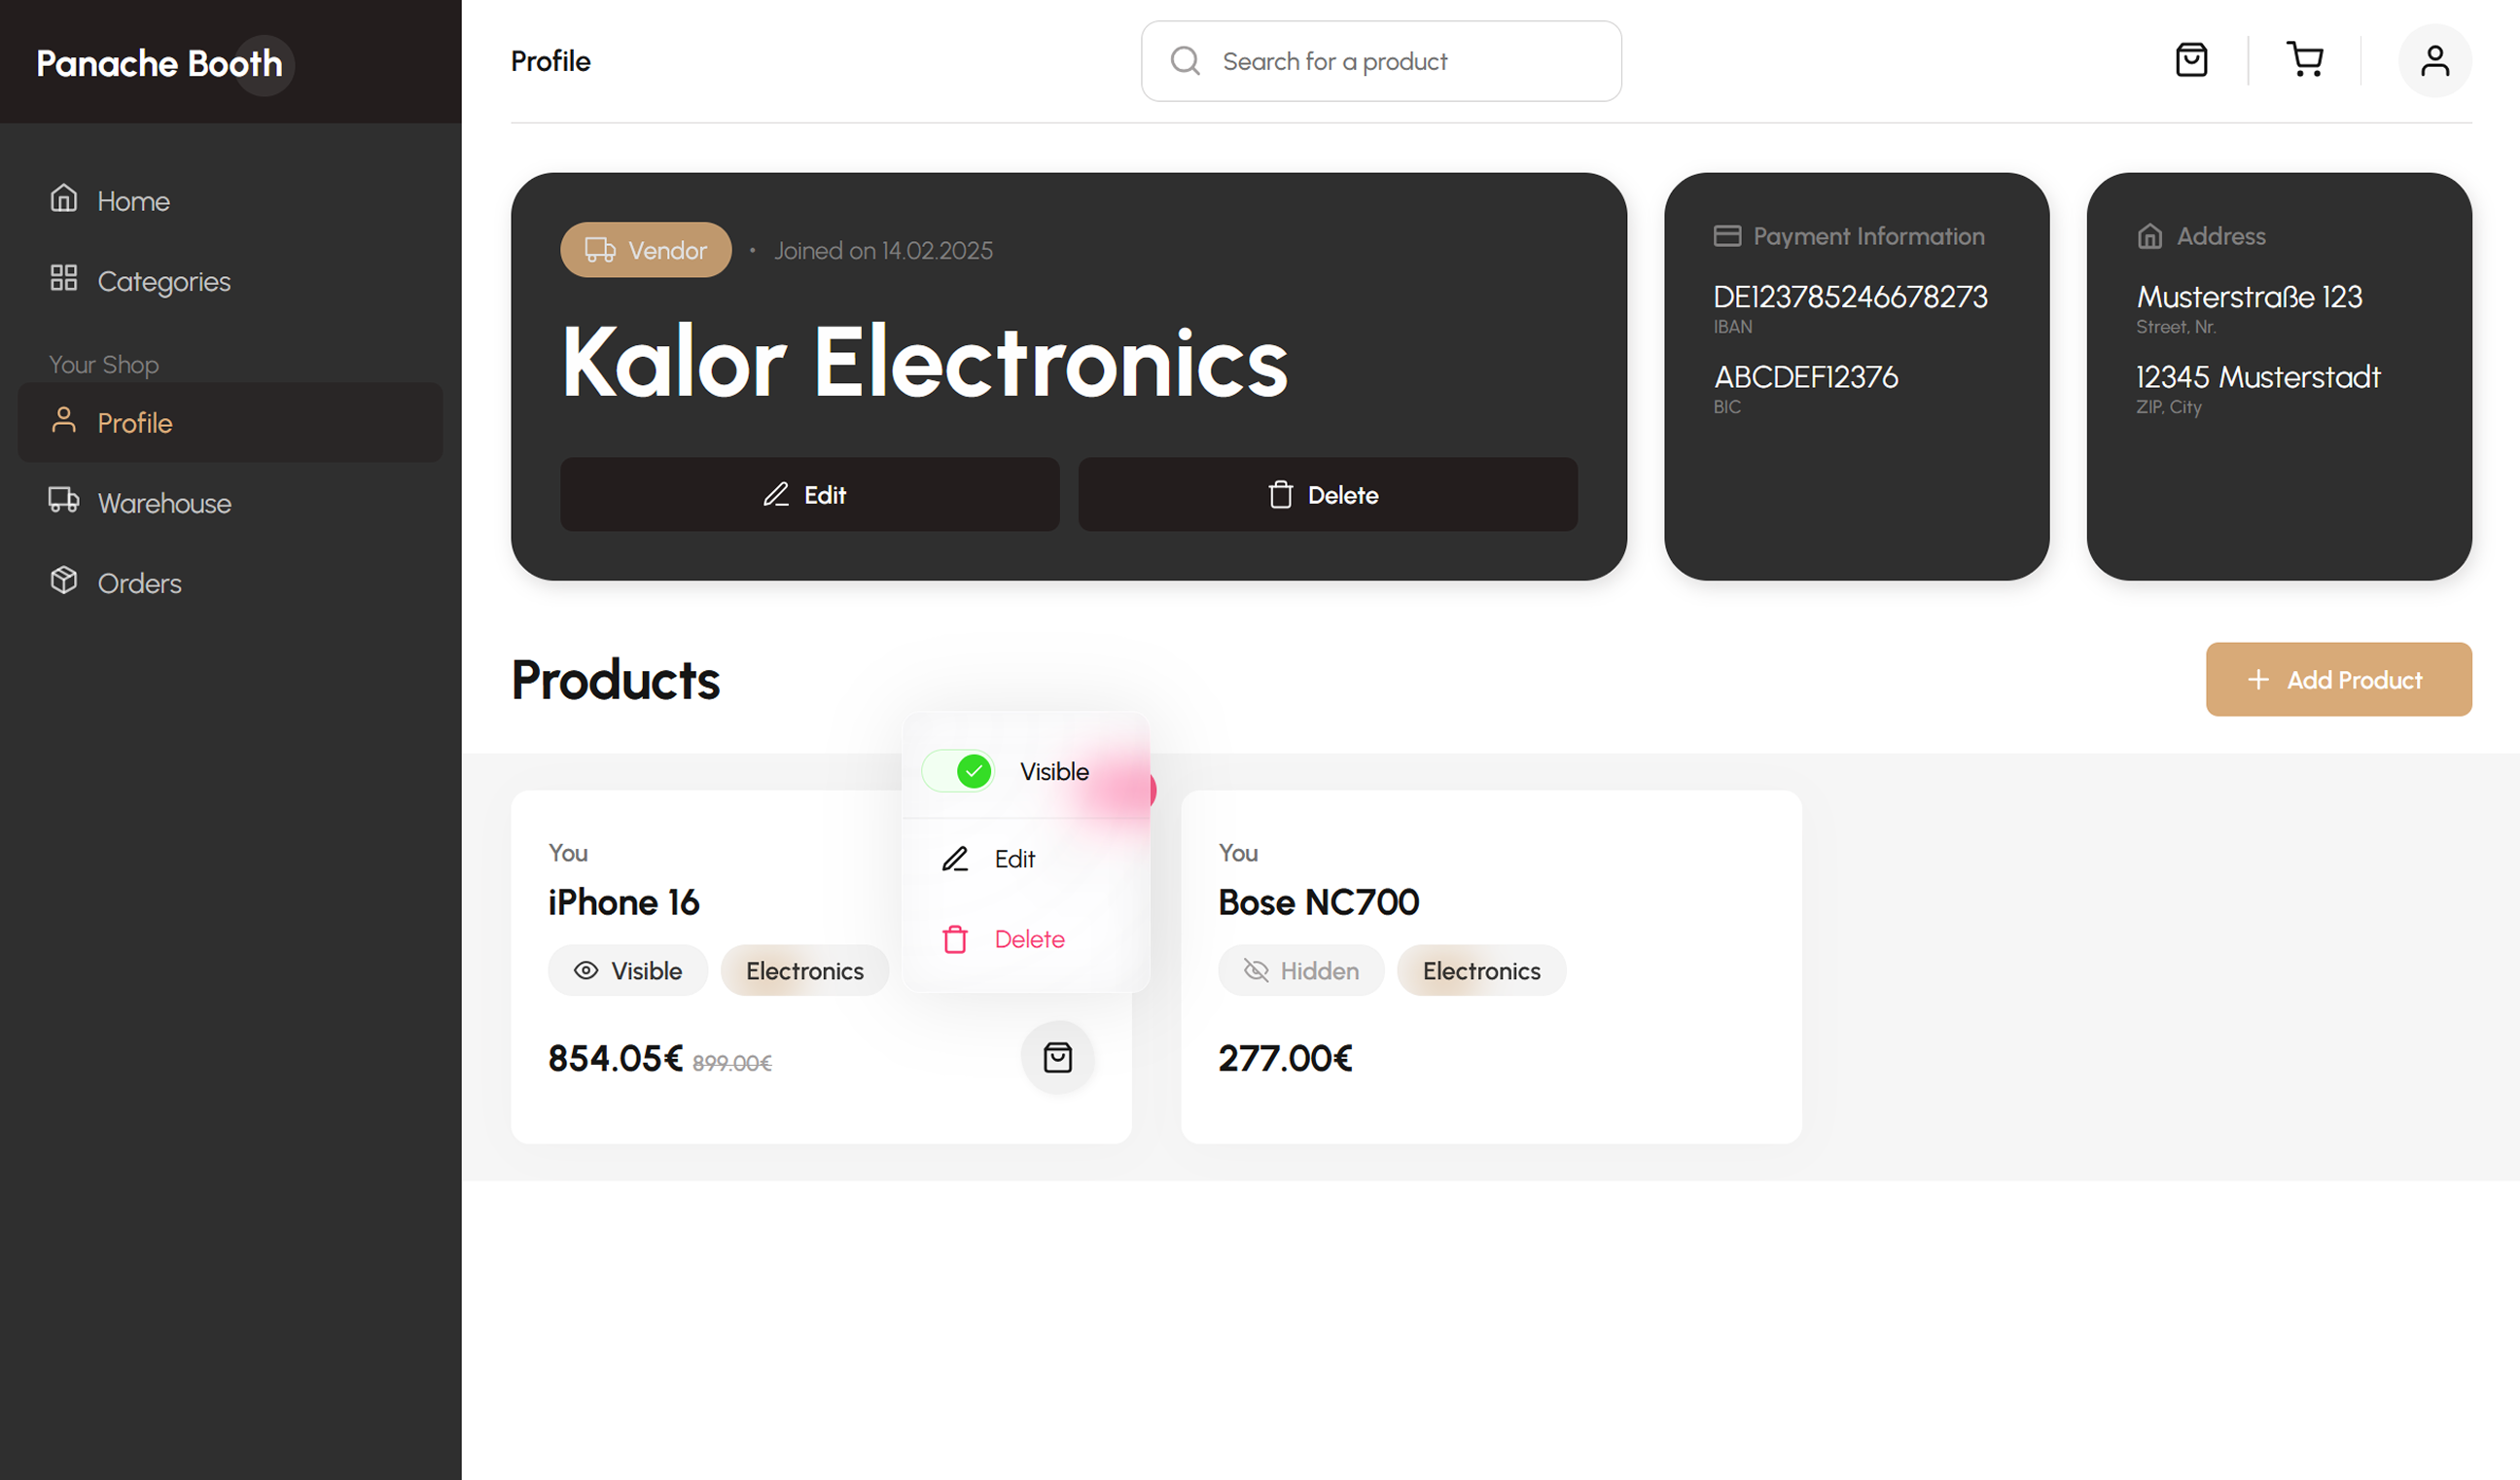 Panache Booth
Profile
Search for a product
Home
Categories
Your Shop
Profile
Warehouse
Orders
Vendor • Joined on 14.02.2025
Kalor Electronics
Edit
Delete
Payment Information
DE123785246678273
IBAN
ABCDEF12376
BIC
Address
Musterstraße 123
Street, Nr.
12345 Musterstadt
ZIP, City
Products
Add Product
Visible
Edit
Delete
You
iPhone 16
Visible
Electronics
854.05€ 899.00€
You
Bose NC700
Hidden
Electronics
277.00€